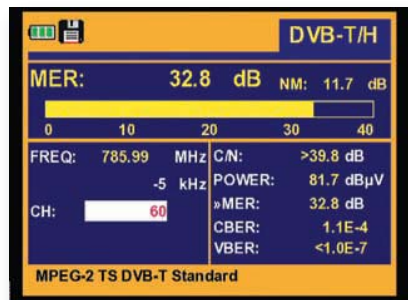 DVB-T/H
MER: 32.8 dB NM: 11.7 dB
0 10 20 30 40
FREQ: 785.99 MHz
-5 kHz
CH: 60
C/N: >39.8 dB
POWER: 81.7 dBµV
»MER: 32.8 dB
CBER: 1.1E-4
VBER: <1.0E-7
MPEG-2 TS DVB-T Standard